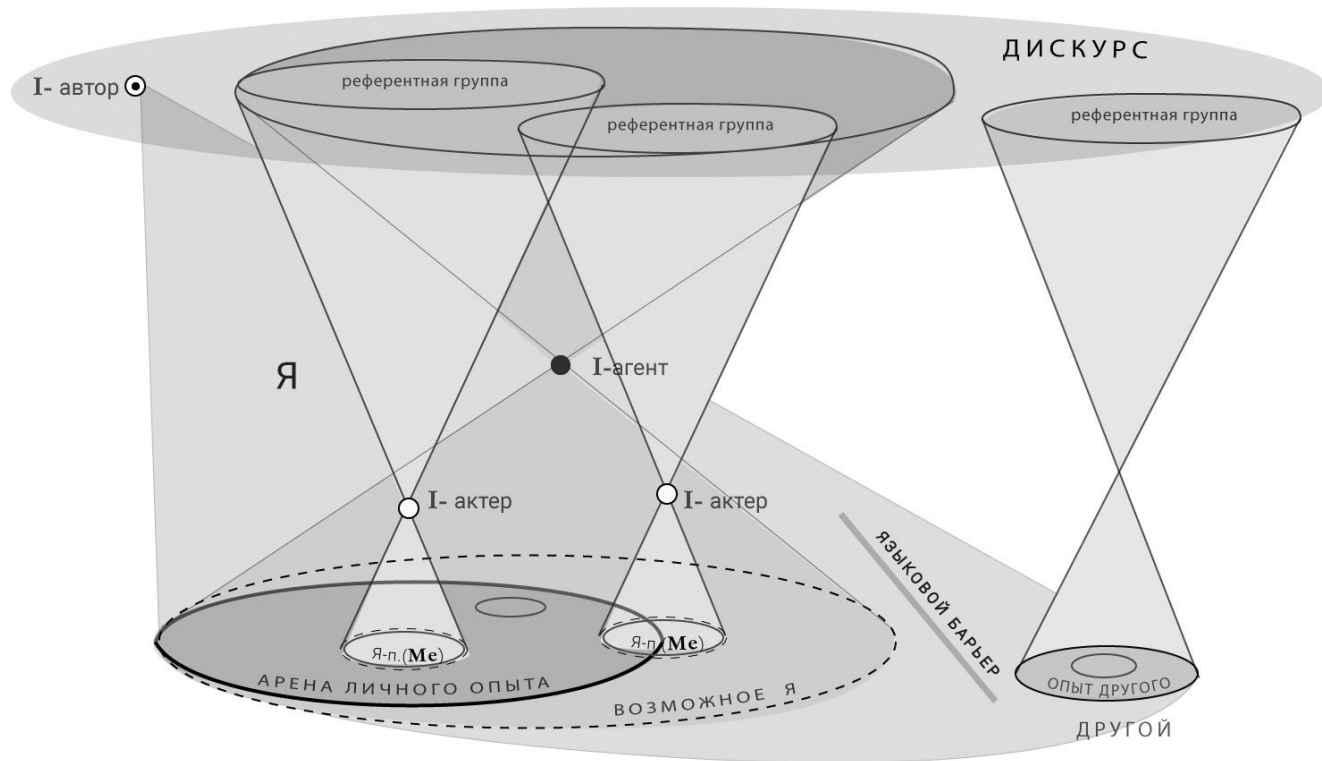 ДИСКУРС
I- автор
референтная группа
референтная группа
референтная группа
Я
I-агент
I- актер
I- актер
ЯЗЫКОВОЙ БАРЬЕР
Я-п.(Me)
Я-п.(Me)
АРЕНА ЛИЧНОГО ОПЫТА
ВОЗМОЖНОЕ Я
ОПЫТ ДРУГОГО
ДРУГОЙ